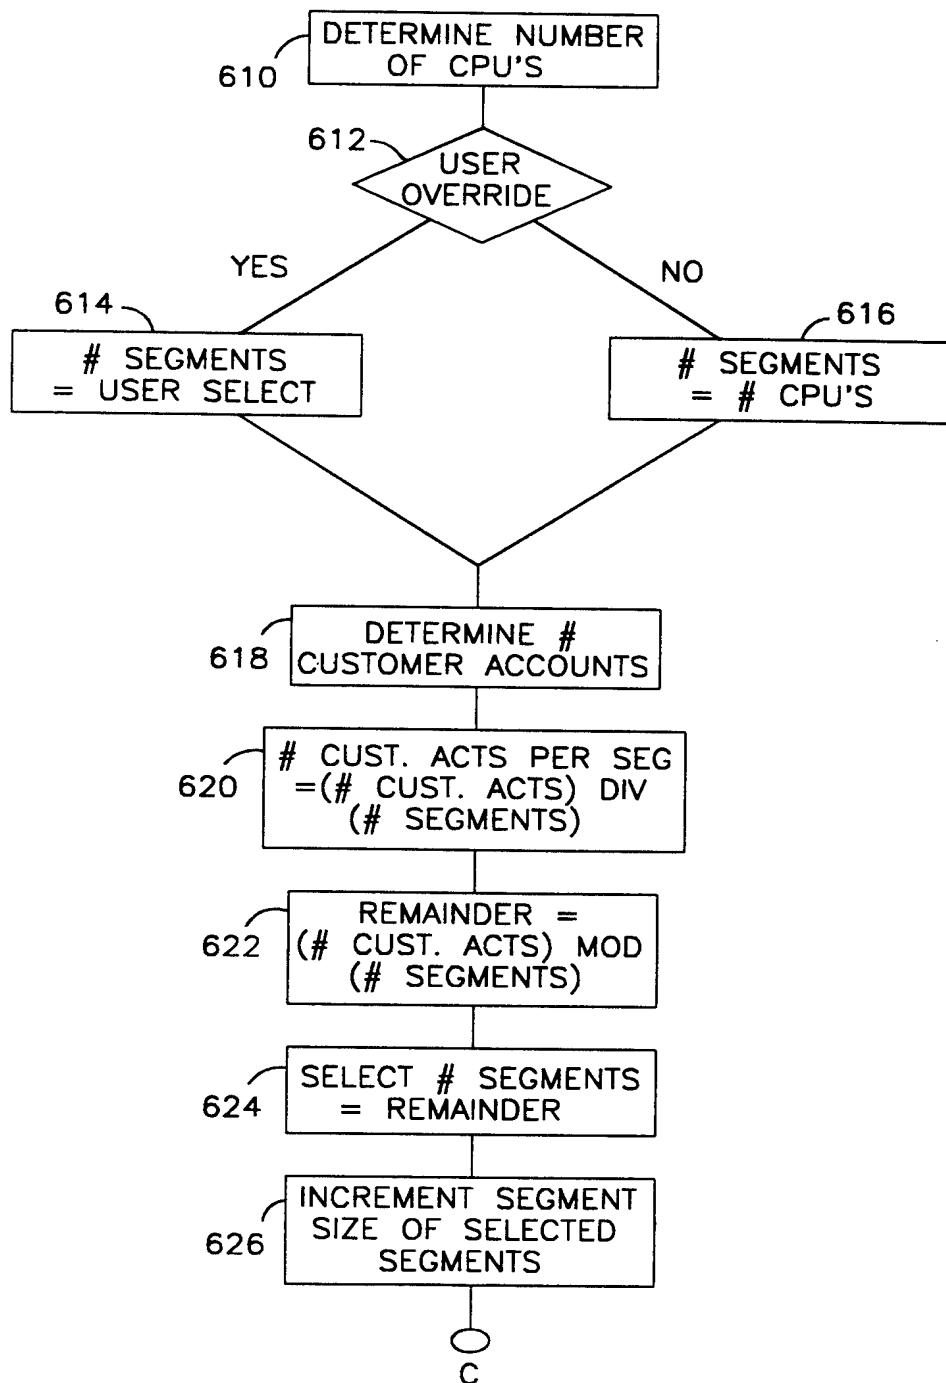 DETERMINE NUMBER
OF CPU'S
610
612
USER
OVERRIDE
YES
NO
614
# SEGMENTS
= USER SELECT
616
# SEGMENTS
= # CPU'S
DETERMINE #
CUSTOMER ACCOUNTS
618
# CUST. ACTS PER SEG
=(# CUST. ACTS) DIV
(# SEGMENTS)
620
REMAINDER =
(# CUST. ACTS) MOD
(# SEGMENTS)
622
SELECT # SEGMENTS
= REMAINDER
624
INCREMENT SEGMENT
SIZE OF SELECTED
SEGMENTS
626
C